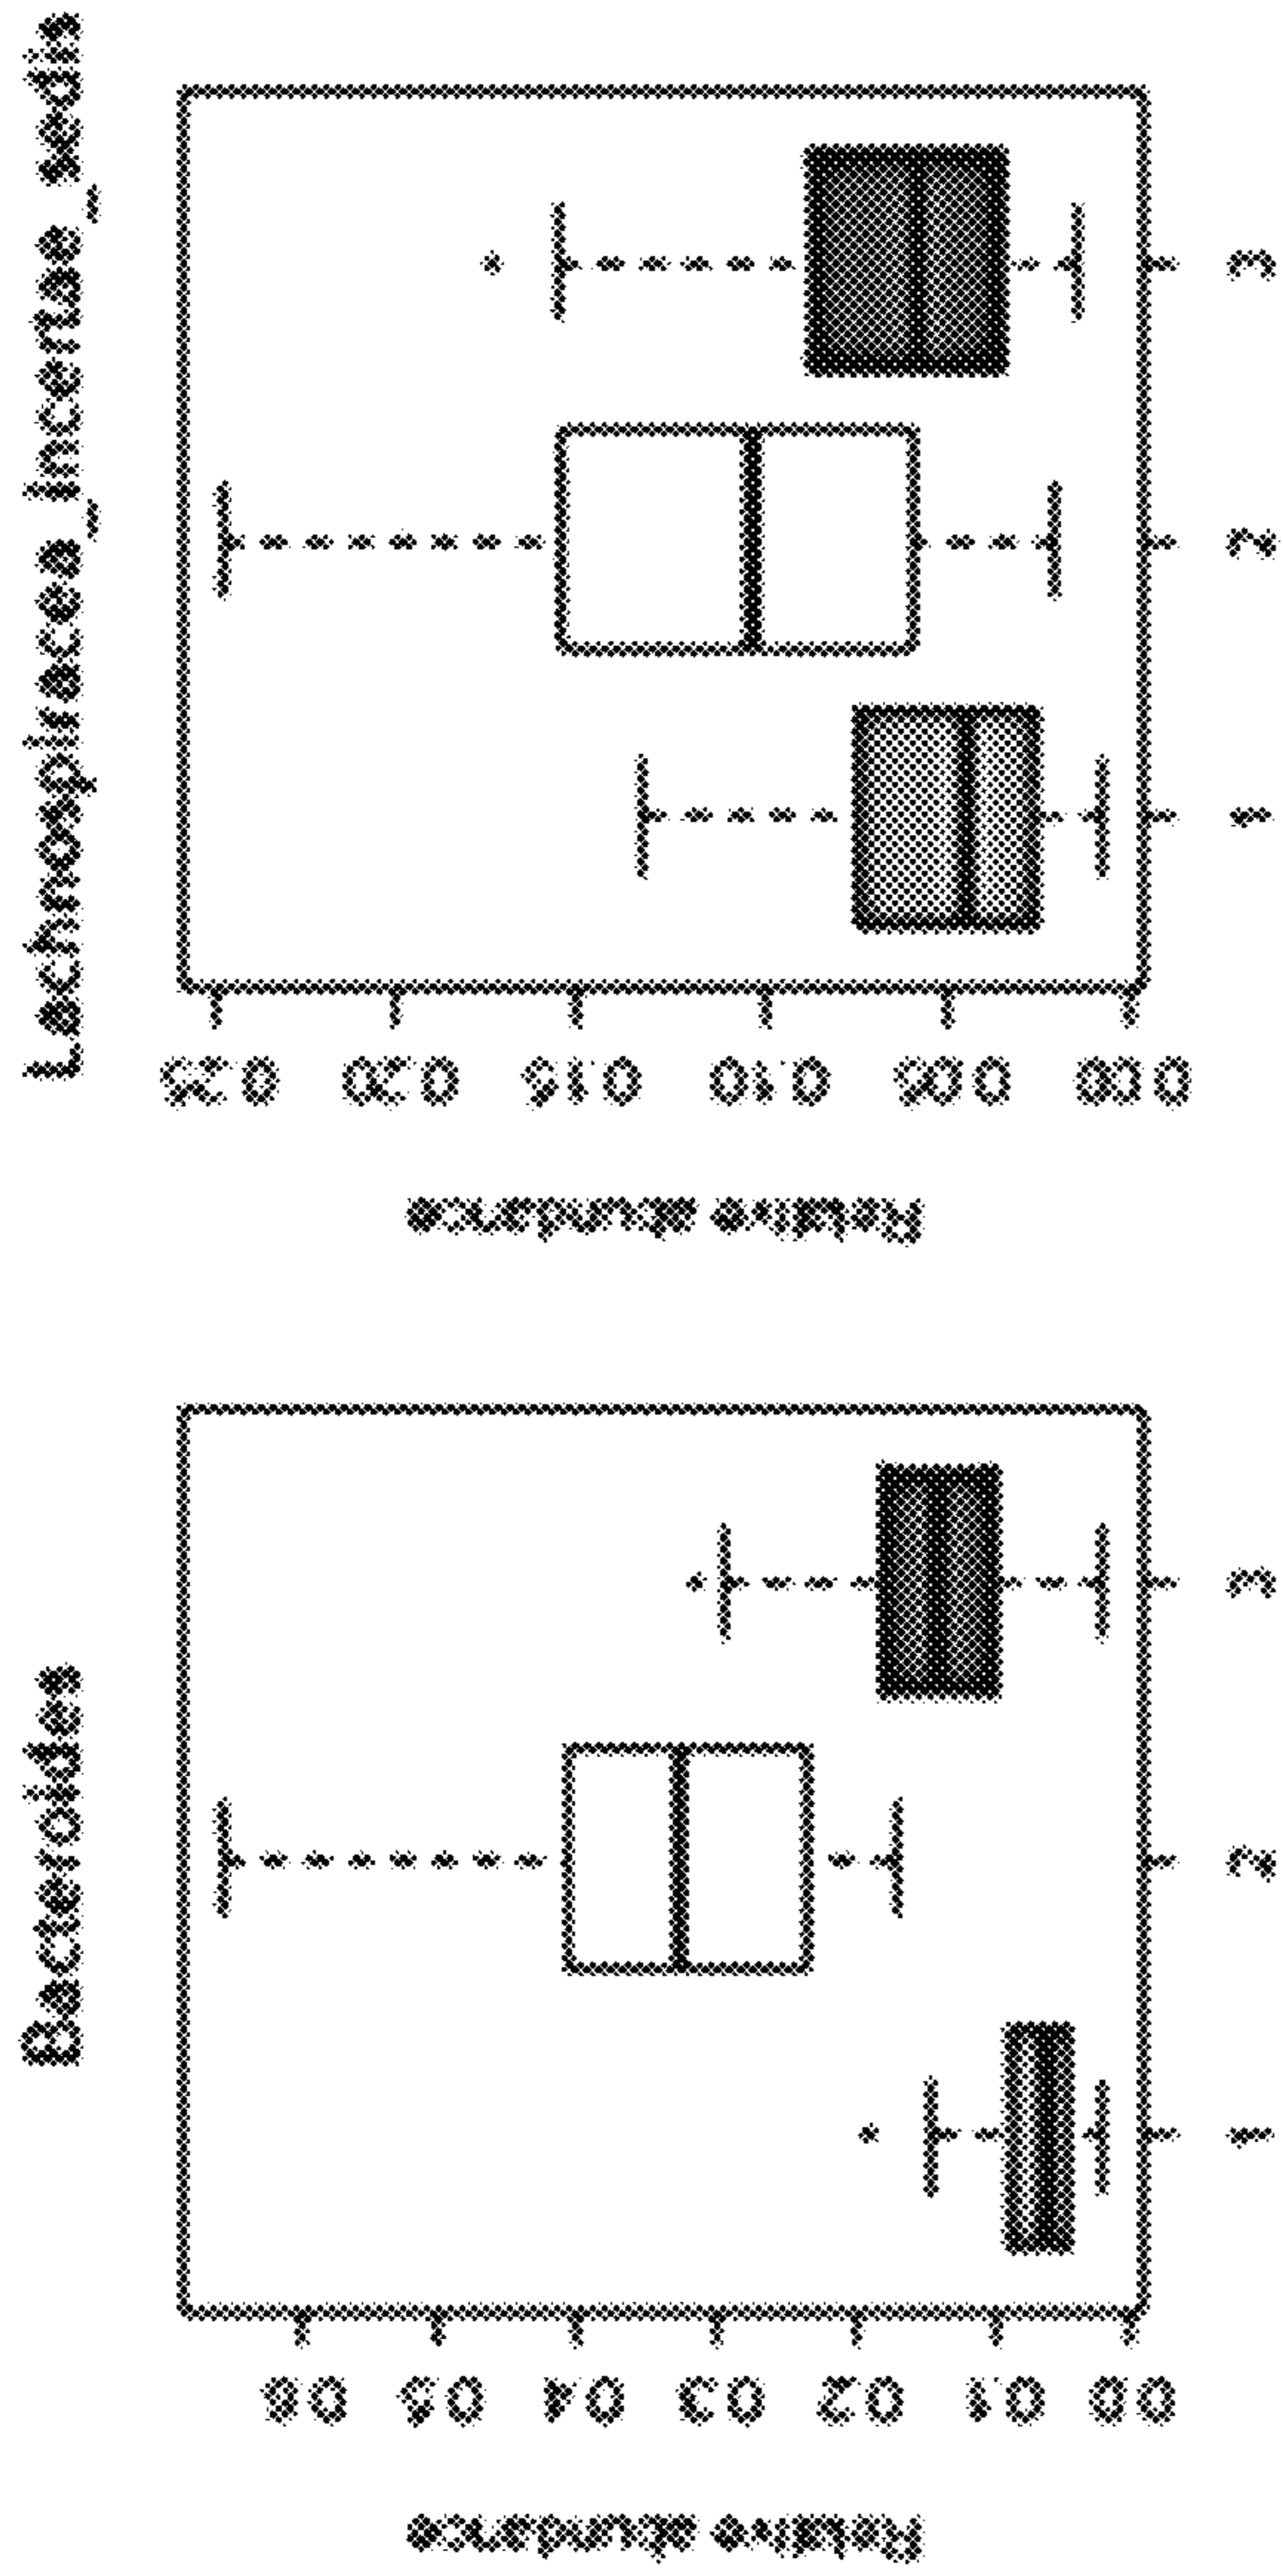 Bacteroides
Relative abundance
0.6
0.5
0.4
0.3
0.2
0.1
0.0
1 2 3
Lachnospiracea_incertae_sedis
Relative abundance
0.25
0.20
0.15
0.10
0.05
0.00
1 2 3